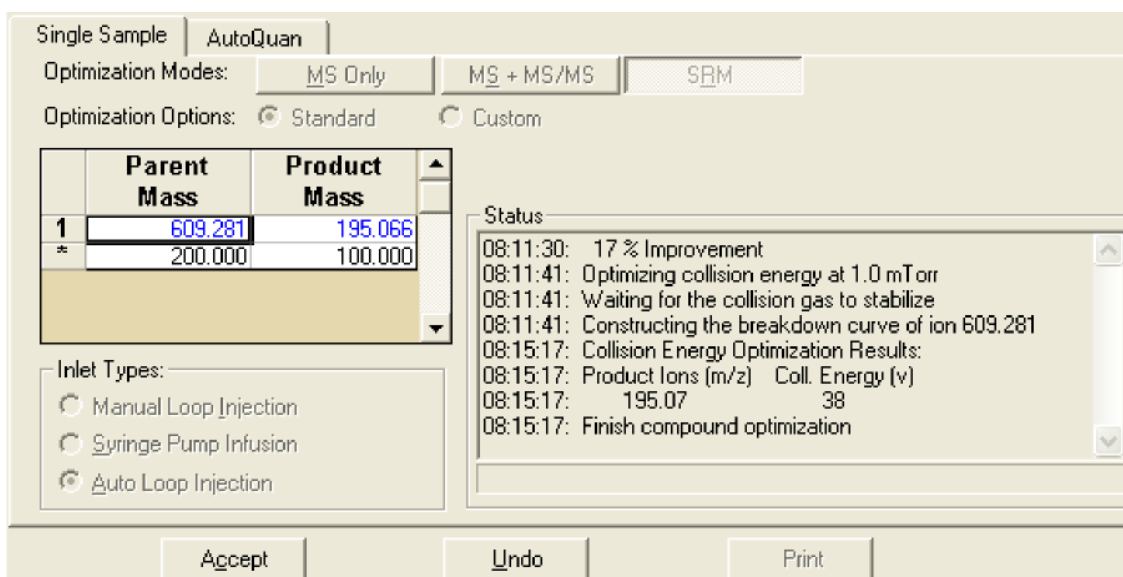 Single Sample AutoQuan
Optimization Modes: MS Only MS + MS/MS SRM
Optimization Options: Standard Custom
Parent Mass Product Mass
1 609.281 195.066
* 200.000 100.000
Inlet Types:
Manual Loop Injection
Syringe Pump Infusion
Auto Loop Injection
Status
08:11:30: 17 % Improvement
08:11:41: Optimizing collision energy at 1.0 mTorr
08:11:41: Waiting for the collision gas to stabilize
08:11:41: Constructing the breakdown curve of ion 609.281
08:15:17: Collision Energy Optimization Results:
08:15:17: Product Ions (m/z) Coll. Energy (v)
08:15:17: 195.07 38
08:15:17: Finish compound optimization
Accept Undo Print